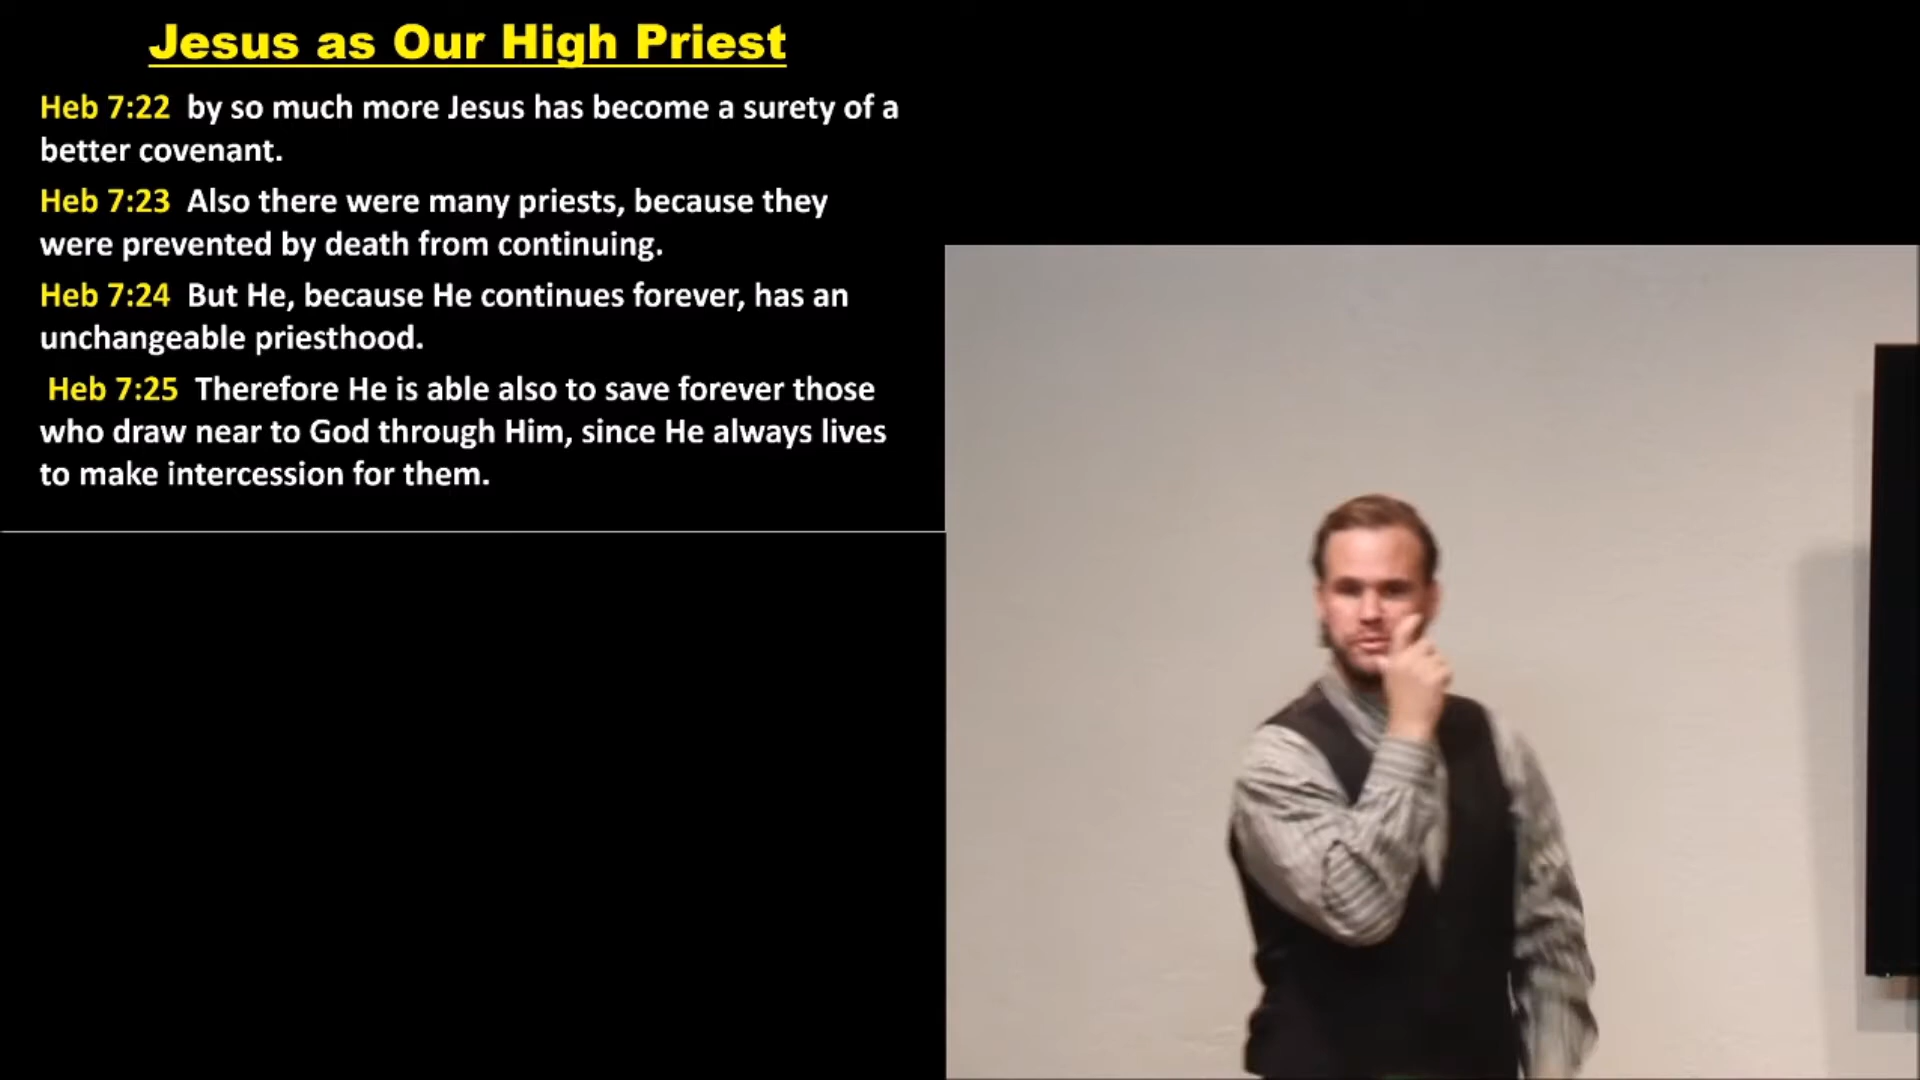 Jesus as Our High Priest
Heb 7:22  by so much more Jesus has become a surety of a
better covenant.
Heb 7:23  Also there were many priests, because they
were prevented by death from continuing.
Heb 7:24  But He, because He continues forever, has an
unchangeable priesthood.
Heb 7:25  Therefore He is able also to save forever those
who draw near to God through Him, since He always lives
to make intercession for them.